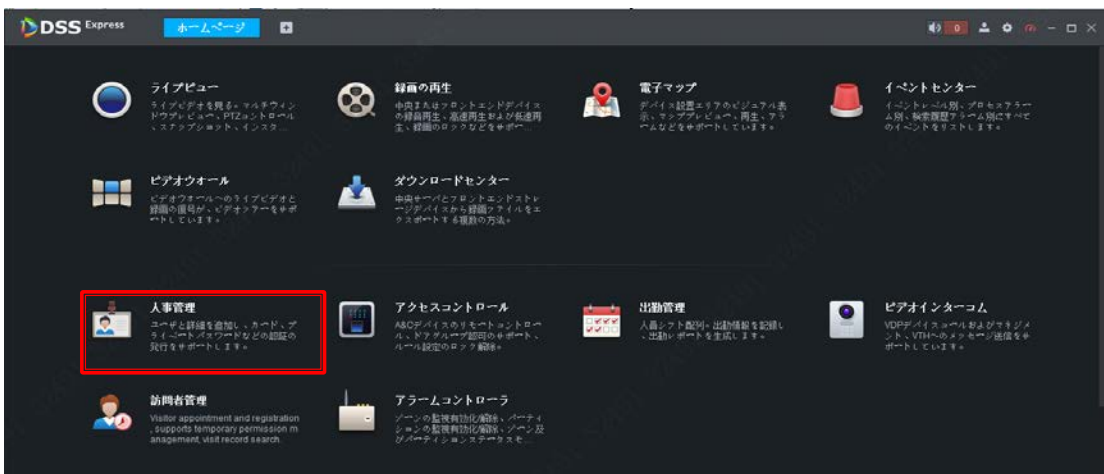 DSS Express
ホームページ
0
ライブビュー
ライブビデオを見る。マルチウィン
ドウプレビュー、PTZコントロール
、スナップショット、インスタ...
録画の再生
中央またはフロントエンドデバイス
の録音再生、高速再生および低速再
生、録画のロックなどをサポー...
電子マップ
デバイス設置エリアのビジュアル表
示、マッププレビュー、再生、アラ
ームなどをサポートしています。
イベントセンター
イベントレベル別、プロセスアラー
ム別、検索履歴アラーム別にすべて
のイベントをリストします。
ビデオウオール
ビデオウオールへのライブビデオと
録画の復号が、ビデオツアーをサポ
ートしています。
ダウンロードセンター
中央サーバとフロントエンドストレ
ージデバイスから録画ファイルをエ
クスポートする複数の方法。
人事管理
ユーザと詳細を追加し、カード、プ
ライベートパスワードなどの認証の
発行をサポートします。
アクセスコントロール
A&Cデバイスのリモートコントロー
ル、ドアグループ認可のサポート、
ルール設定のロック解除。
出勤管理
人員シフト配列、出勤情報を記録し
、出勤レポートを生成します。
ビデオインターコム
VDPデバイスコールおよびマネジメ
ント、VTHへのメッセージ送信をサ
ポートしています。
訪問者管理
Visitor appointment and registration
, supports temporary permission m
anagement, visit record search.
アラームコントローラ
ゾーンの監視有効化/解除、パーティ
ションの監視有効化/解除、ゾーン及
びパーティションステータスモ...